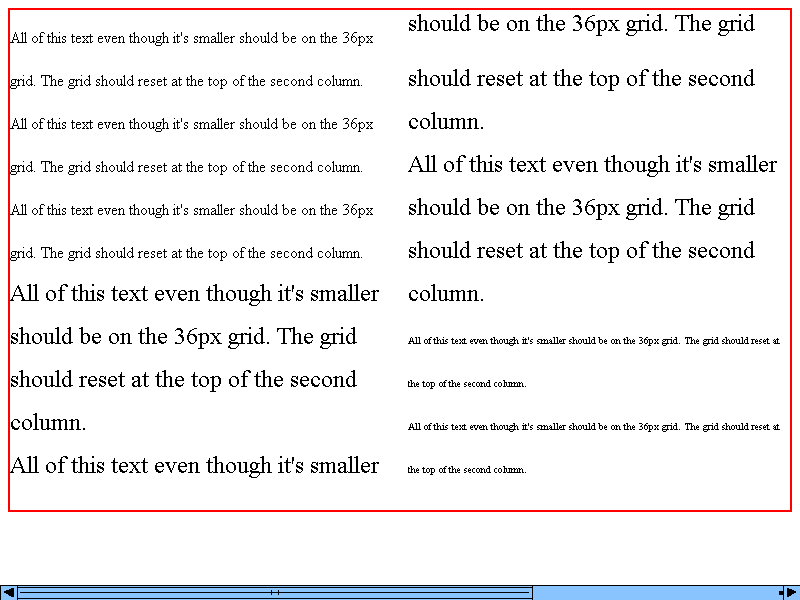 All of this text even though it's smaller should be on the 36px
grid. The grid should reset at the top of the second column.
All of this text even though it's smaller should be on the 36px
grid. The grid should reset at the top of the second column.
All of this text even though it's smaller should be on the 36px
grid. The grid should reset at the top of the second column.
All of this text even though it's smaller
should be on the 36px grid. The grid
should reset at the top of the second
column.
All of this text even though it's smaller
should be on the 36px grid. The grid
should reset at the top of the second
column.
All of this text even though it's smaller
should be on the 36px grid. The grid
should reset at the top of the second
column.
All of this text even though it's smaller should be on the 36px grid. The grid should reset at
the top of the second column.
All of this text even though it's smaller should be on the 36px grid. The grid should reset at
the top of the second column.